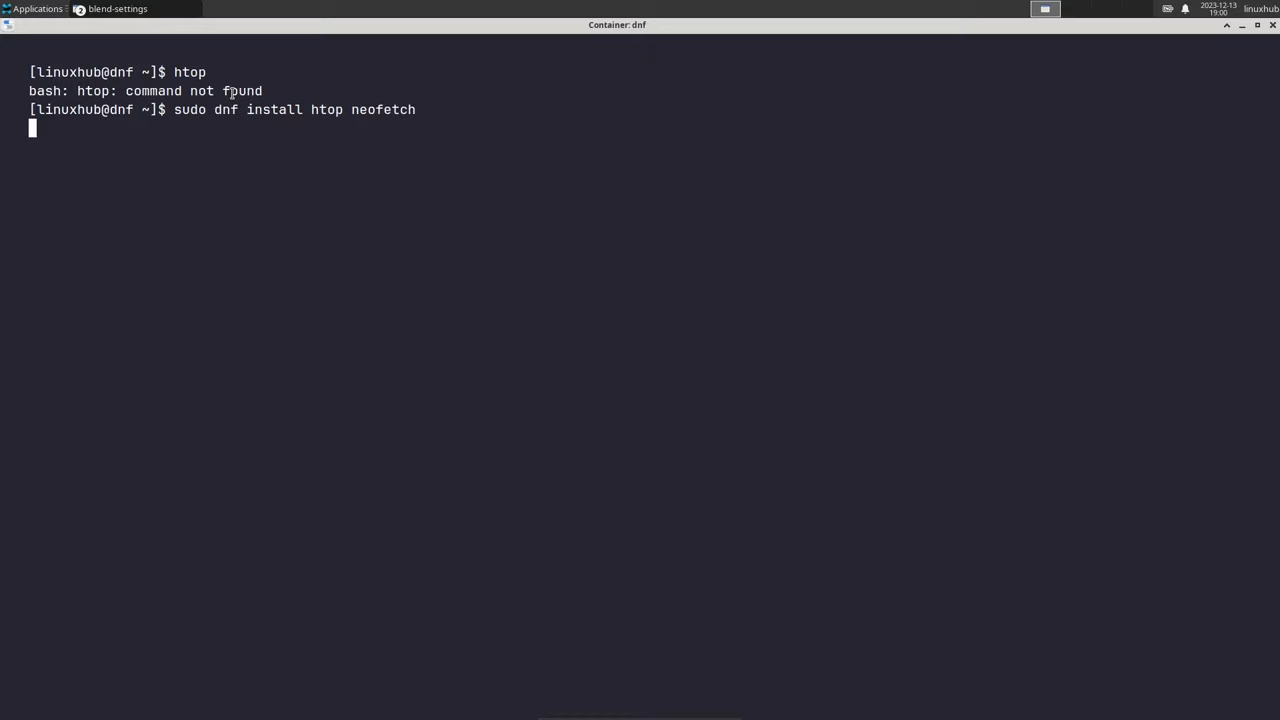 Applications
2
blend-settings
2023-12-13
19:00
linuxhub
Container: dnf
[linuxhub@dnf ~]$ htop
bash: htop: command not found
[linuxhub@dnf ~]$ sudo dnf install htop neofetch